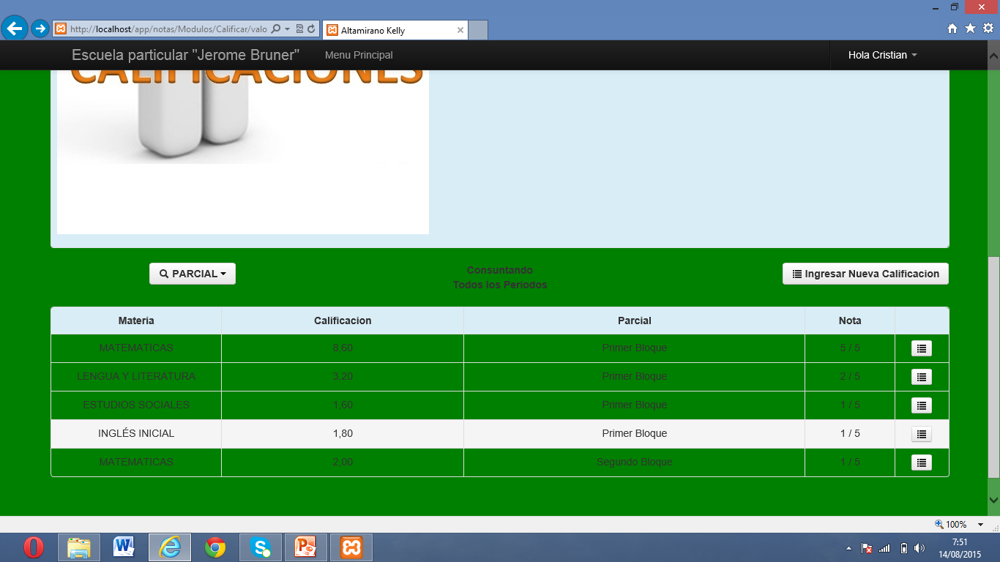 http://localhost/app/notas/Modulos/Calificar/valo
Altamirano Kelly
Escuela particular "Jerome Bruner"
Menu Principal
Hola Cristian
CALIFICACIONES
PARCIAL
Consuntando
Todos los Períodos
Ingresar Nueva Calificacion
Materia Calificacion Parcial Nota
MATEMATICAS 8,60 Primer Bloque 5 / 5
LENGUA Y LITERATURA 3,20 Primer Bloque 2 / 5
ESTUDIOS SOCIALES 1,60 Primer Bloque 1 / 5
INGLÉS INICIAL 1,80 Primer Bloque 1 / 5
MATEMATICAS 2,00 Segundo Bloque 1 / 5
100%
7:51
14/08/2015